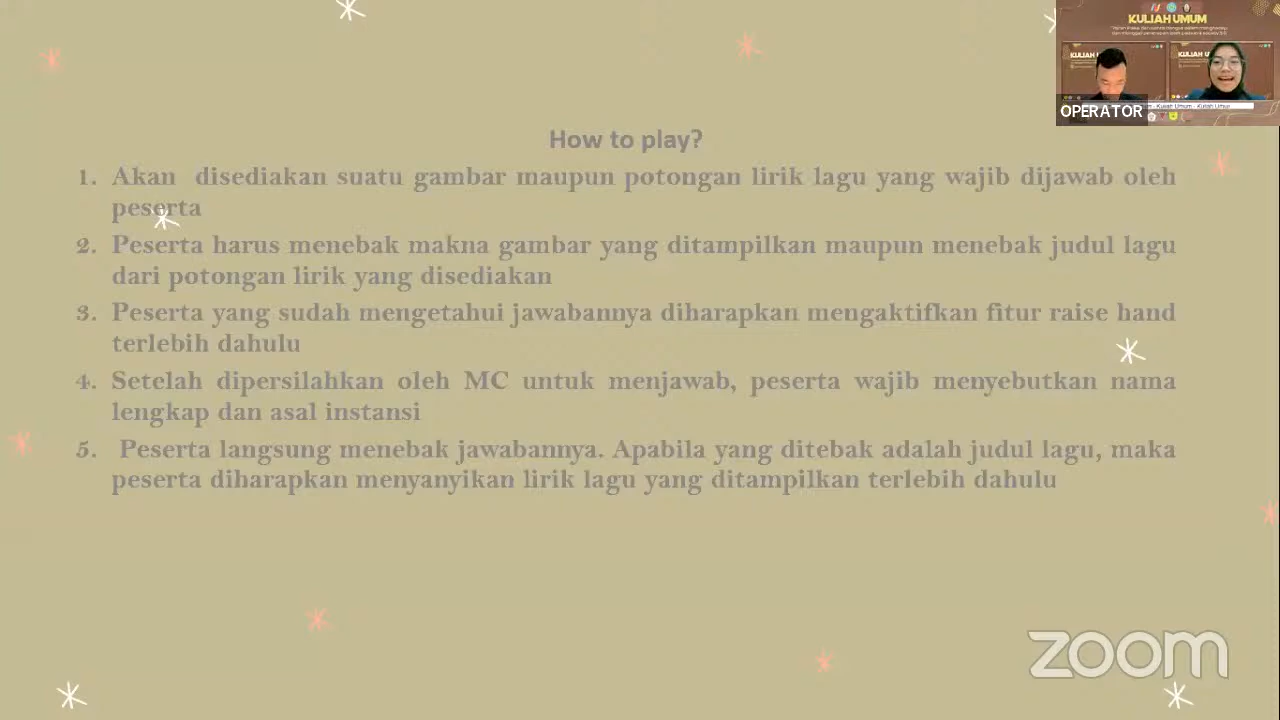 KULIAH UMUM
OPERATOR
How to play?
1. Akan disediakan suatu gambar maupun potongan lirik lagu yang wajib dijawab oleh
peserta
2. Peserta harus menebak makna gambar yang ditampilkan maupun menebak judul lagu
dari potongan lirik yang disediakan
3. Peserta yang sudah mengetahui jawabannya diharapkan mengaktifkan fitur raise hand
terlebih dahulu
4. Setelah dipersilahkan oleh MC untuk menjawab, peserta wajib menyebutkan nama
lengkap dan asal instansi
5. Peserta langsung menebak jawabannya. Apabila yang ditebak adalah judul lagu, maka
peserta diharapkan menyanyikan lirik lagu yang ditampilkan terlebih dahulu
zoom